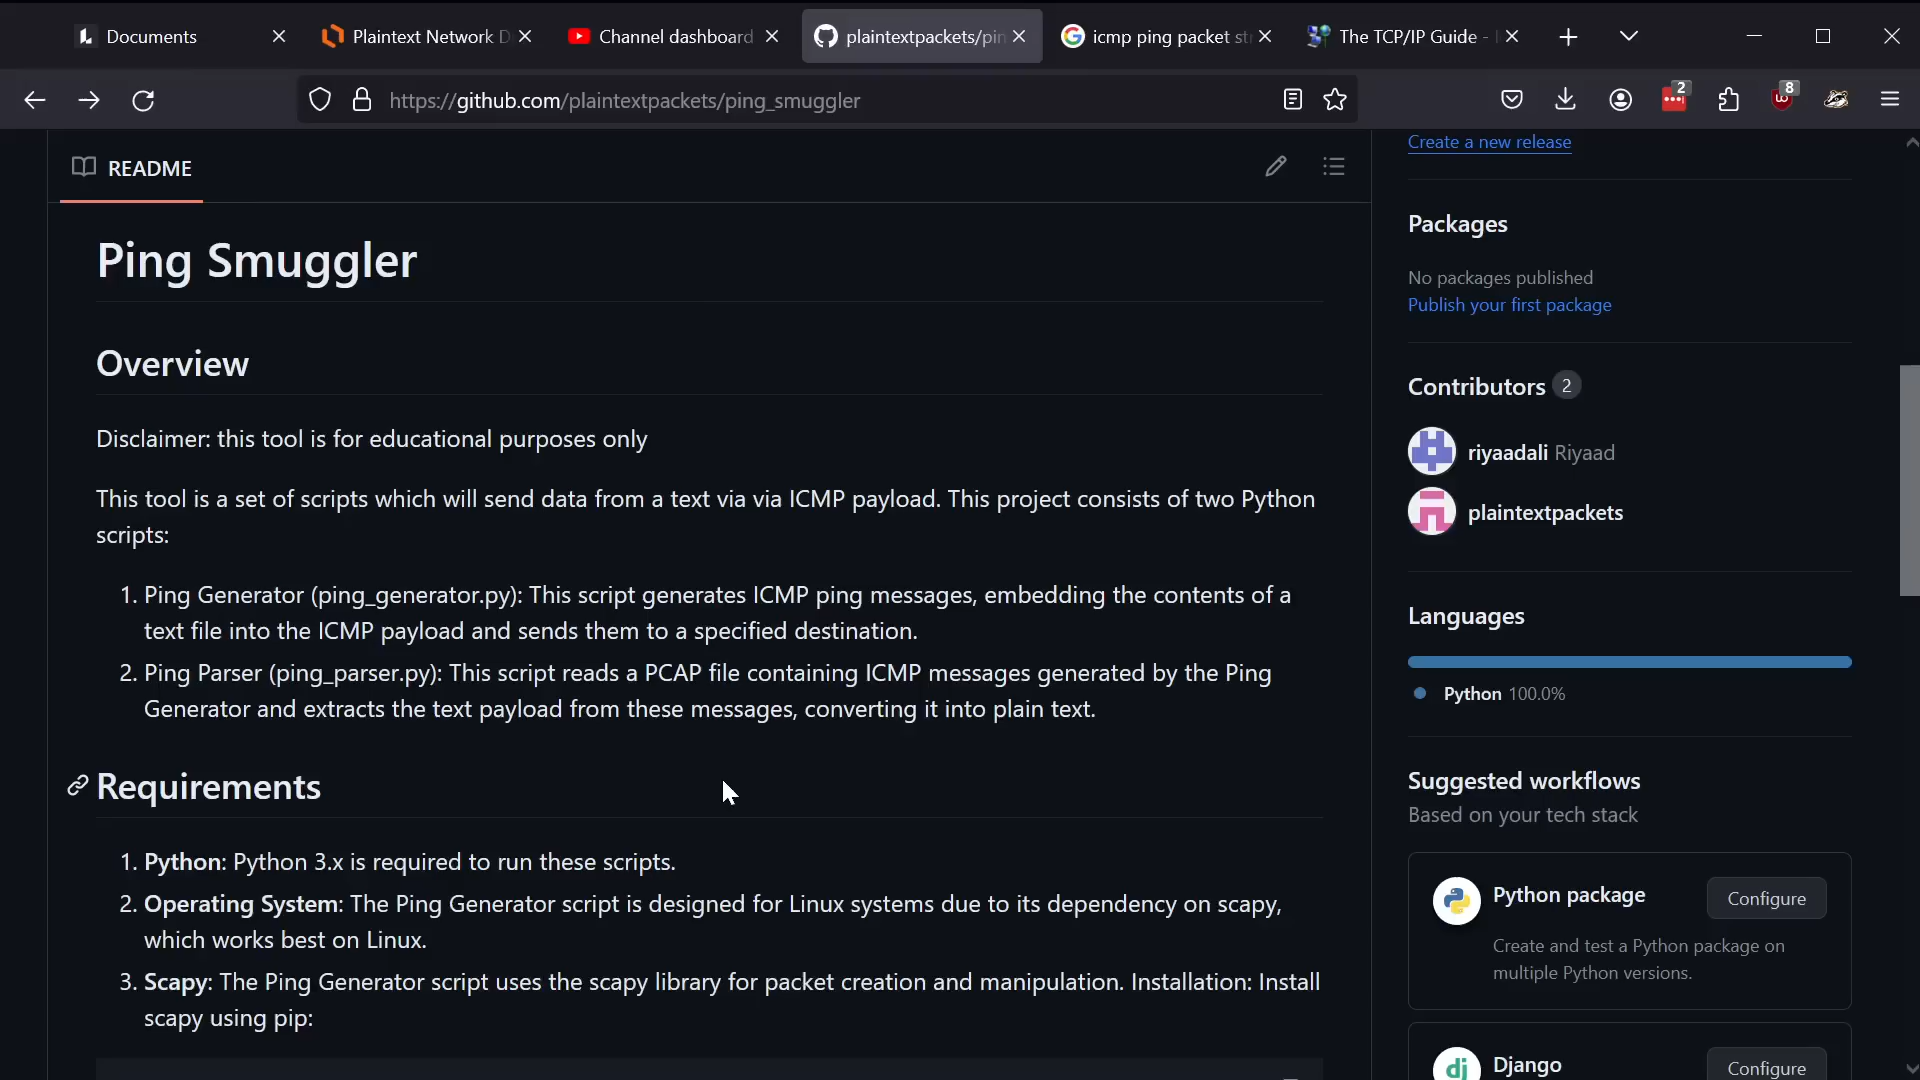 Documents
Plaintext Network D
Channel dashboard
plaintextpackets/pin
icmp ping packet str
The TCP/IP Guide -
https://github.com/plaintextpackets/ping_smuggler
2
8
README
Ping Smuggler
Overview
Disclaimer: this tool is for educational purposes only
This tool is a set of scripts which will send data from a text via via ICMP payload. This project consists of two Python
scripts:
1. Ping Generator (ping_generator.py): This script generates ICMP ping messages, embedding the contents of a
text file into the ICMP payload and sends them to a specified destination.
2. Ping Parser (ping_parser.py): This script reads a PCAP file containing ICMP messages generated by the Ping
Generator and extracts the text payload from these messages, converting it into plain text.
Requirements
1. Python: Python 3.x is required to run these scripts.
2. Operating System: The Ping Generator script is designed for Linux systems due to its dependency on scapy,
which works best on Linux.
3. Scapy: The Ping Generator script uses the scapy library for packet creation and manipulation. Installation: Install
scapy using pip:
Create a new release
Packages
No packages published
Publish your first package
Contributors 2
riyaadali Riyaad
plaintextpackets
Languages
Python 100.0%
Suggested workflows
Based on your tech stack
Python package
Configure
Create and test a Python package on
multiple Python versions.
dj
Django
Configure